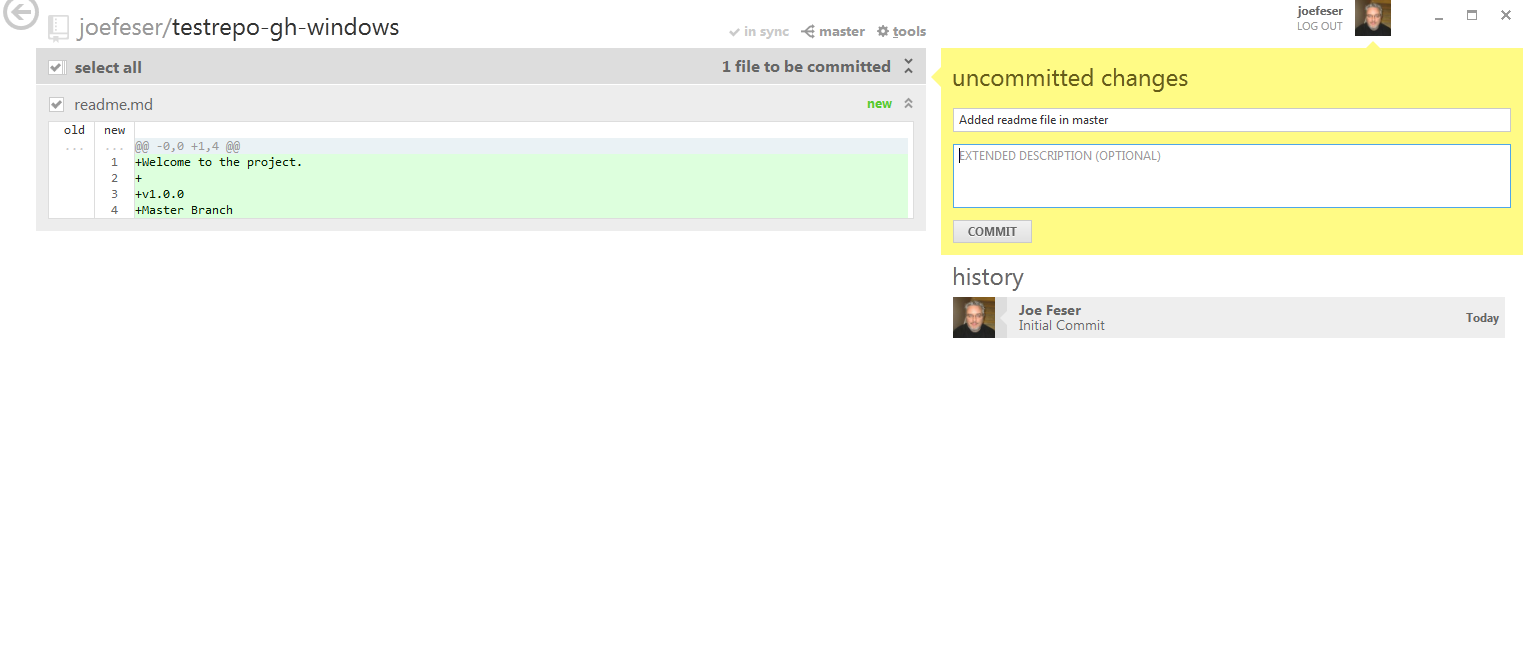 joefeser/testrepo-gh-windows
in sync master tools
joefeser
LOG OUT
select all 1 file to be committed
readme.md new
old new
... ... @@ -0,0 +1,4 @@
1 +Welcome to the project.
2 +
3 +v1.0.0
4 +Master Branch
uncommitted changes
Added readme file in master
EXTENDED DESCRIPTION (OPTIONAL)
COMMIT
history
Joe Feser
Initial Commit
Today